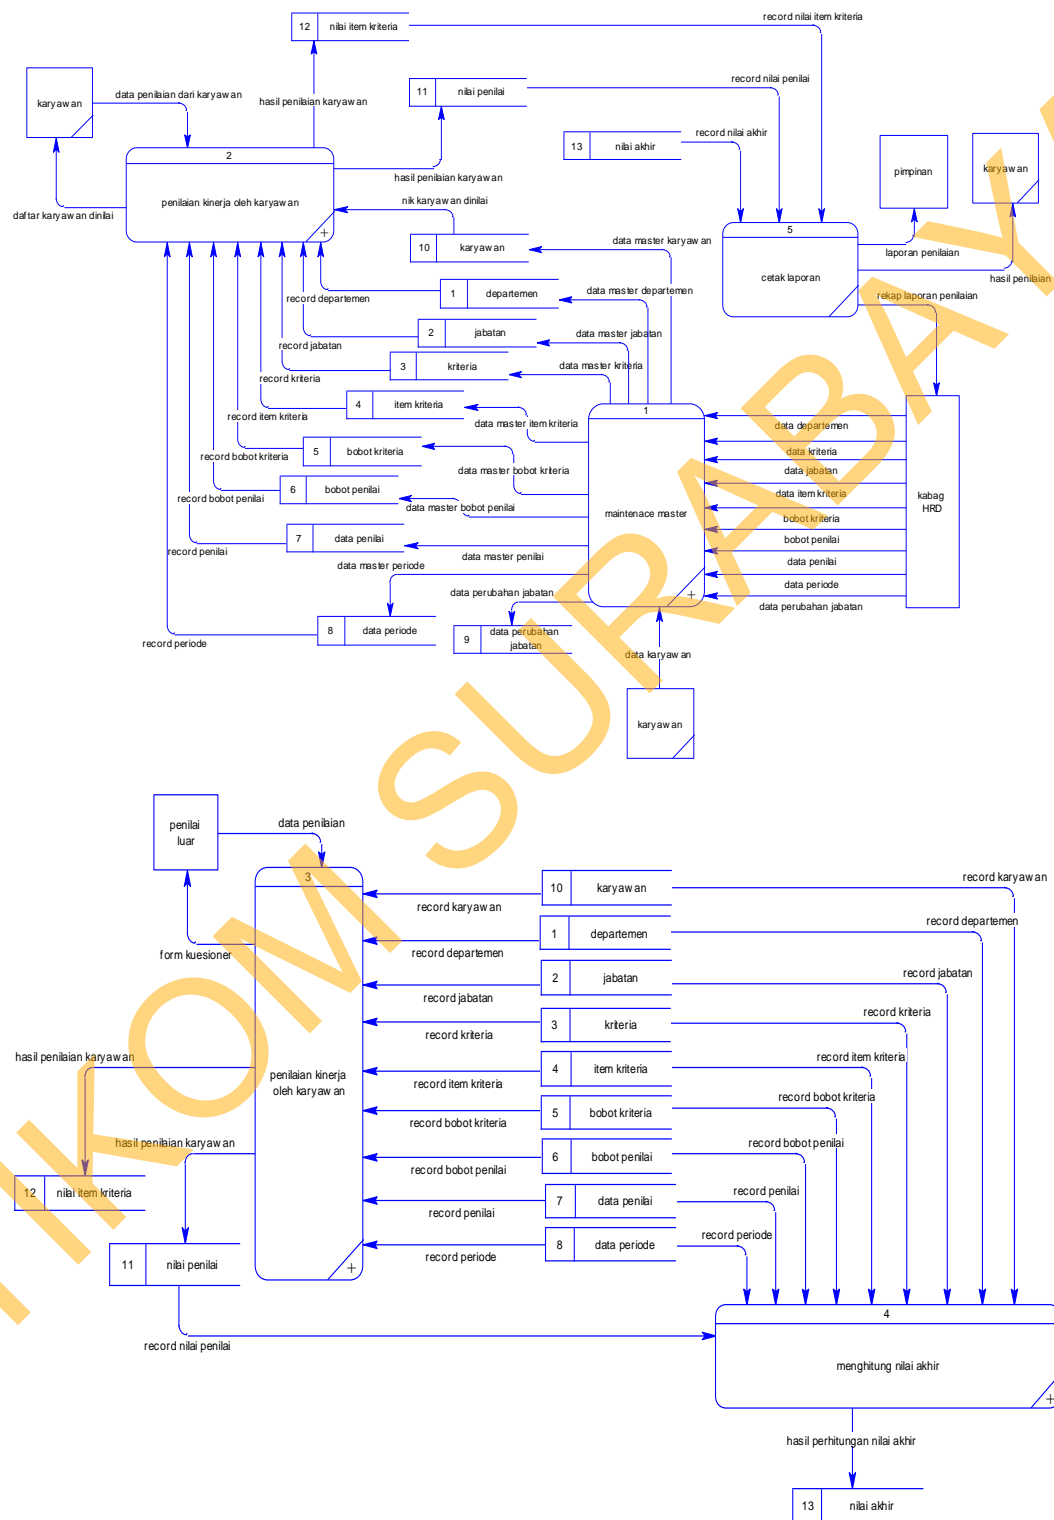 12 nilai item kriteria
record nilai item kriteria
karyawan
data penilaian dari karyawan
hasil penilaian karyawan
11 nilai penilai
record nilai penilai
13 nilai akhir
record nilai akhir
pimpinan
karyawan
2
penilaian kinerja oleh karyawan
hasil penilaian karyawan
daftar karyawan dinilai
nik karyawan dinilai
10 karyawan
data master karyawan
5
cetak laporan
laporan penilaian
hasil penilaian
rekap laporan penilaian
record departemen
1 departemen
data master departemen
record jabatan
2 jabatan
data master jabatan
record kriteria
3 kriteria
data master kriteria
record item kriteria
4 item kriteria
data master item kriteria
record bobot kriteria
5 bobot kriteria
data master bobot kriteria
record bobot penilai
6 bobot penilai
data master bobot penilai
record penilai
7 data penilai
data master penilai
data master periode
8 data periode
record periode
data perubahan jabatan
9 data perubahan
jabatan
1
maintenace master
data departemen
data kriteria
data jabatan
data item kriteria
bobot kriteria
bobot penilai
data penilai
data periode
data perubahan jabatan
kabag
HRD
data karyawan
karyawan
penilai
luar
data penilaian
form kuesioner
3
penilaian kinerja
oleh karyawan
hasil penilaian karyawan
12 nilai item kriteria
hasil penilaian karyawan
11 nilai penilai
record nilai penilai
record karyawan
10 karyawan
record karyawan
record departemen
1 departemen
record departemen
record jabatan
2 jabatan
record jabatan
record kriteria
3 kriteria
record kriteria
record item kriteria
4 item kriteria
record item kriteria
record bobot kriteria
5 bobot kriteria
record bobot kriteria
record bobot penilai
6 bobot penilai
record bobot penilai
record penilai
7 data penilai
record penilai
record periode
8 data periode
record periode
4
menghitung nilai akhir
hasil perhitungan nilai akhir
13 nilai akhir
IKOM SURABAY